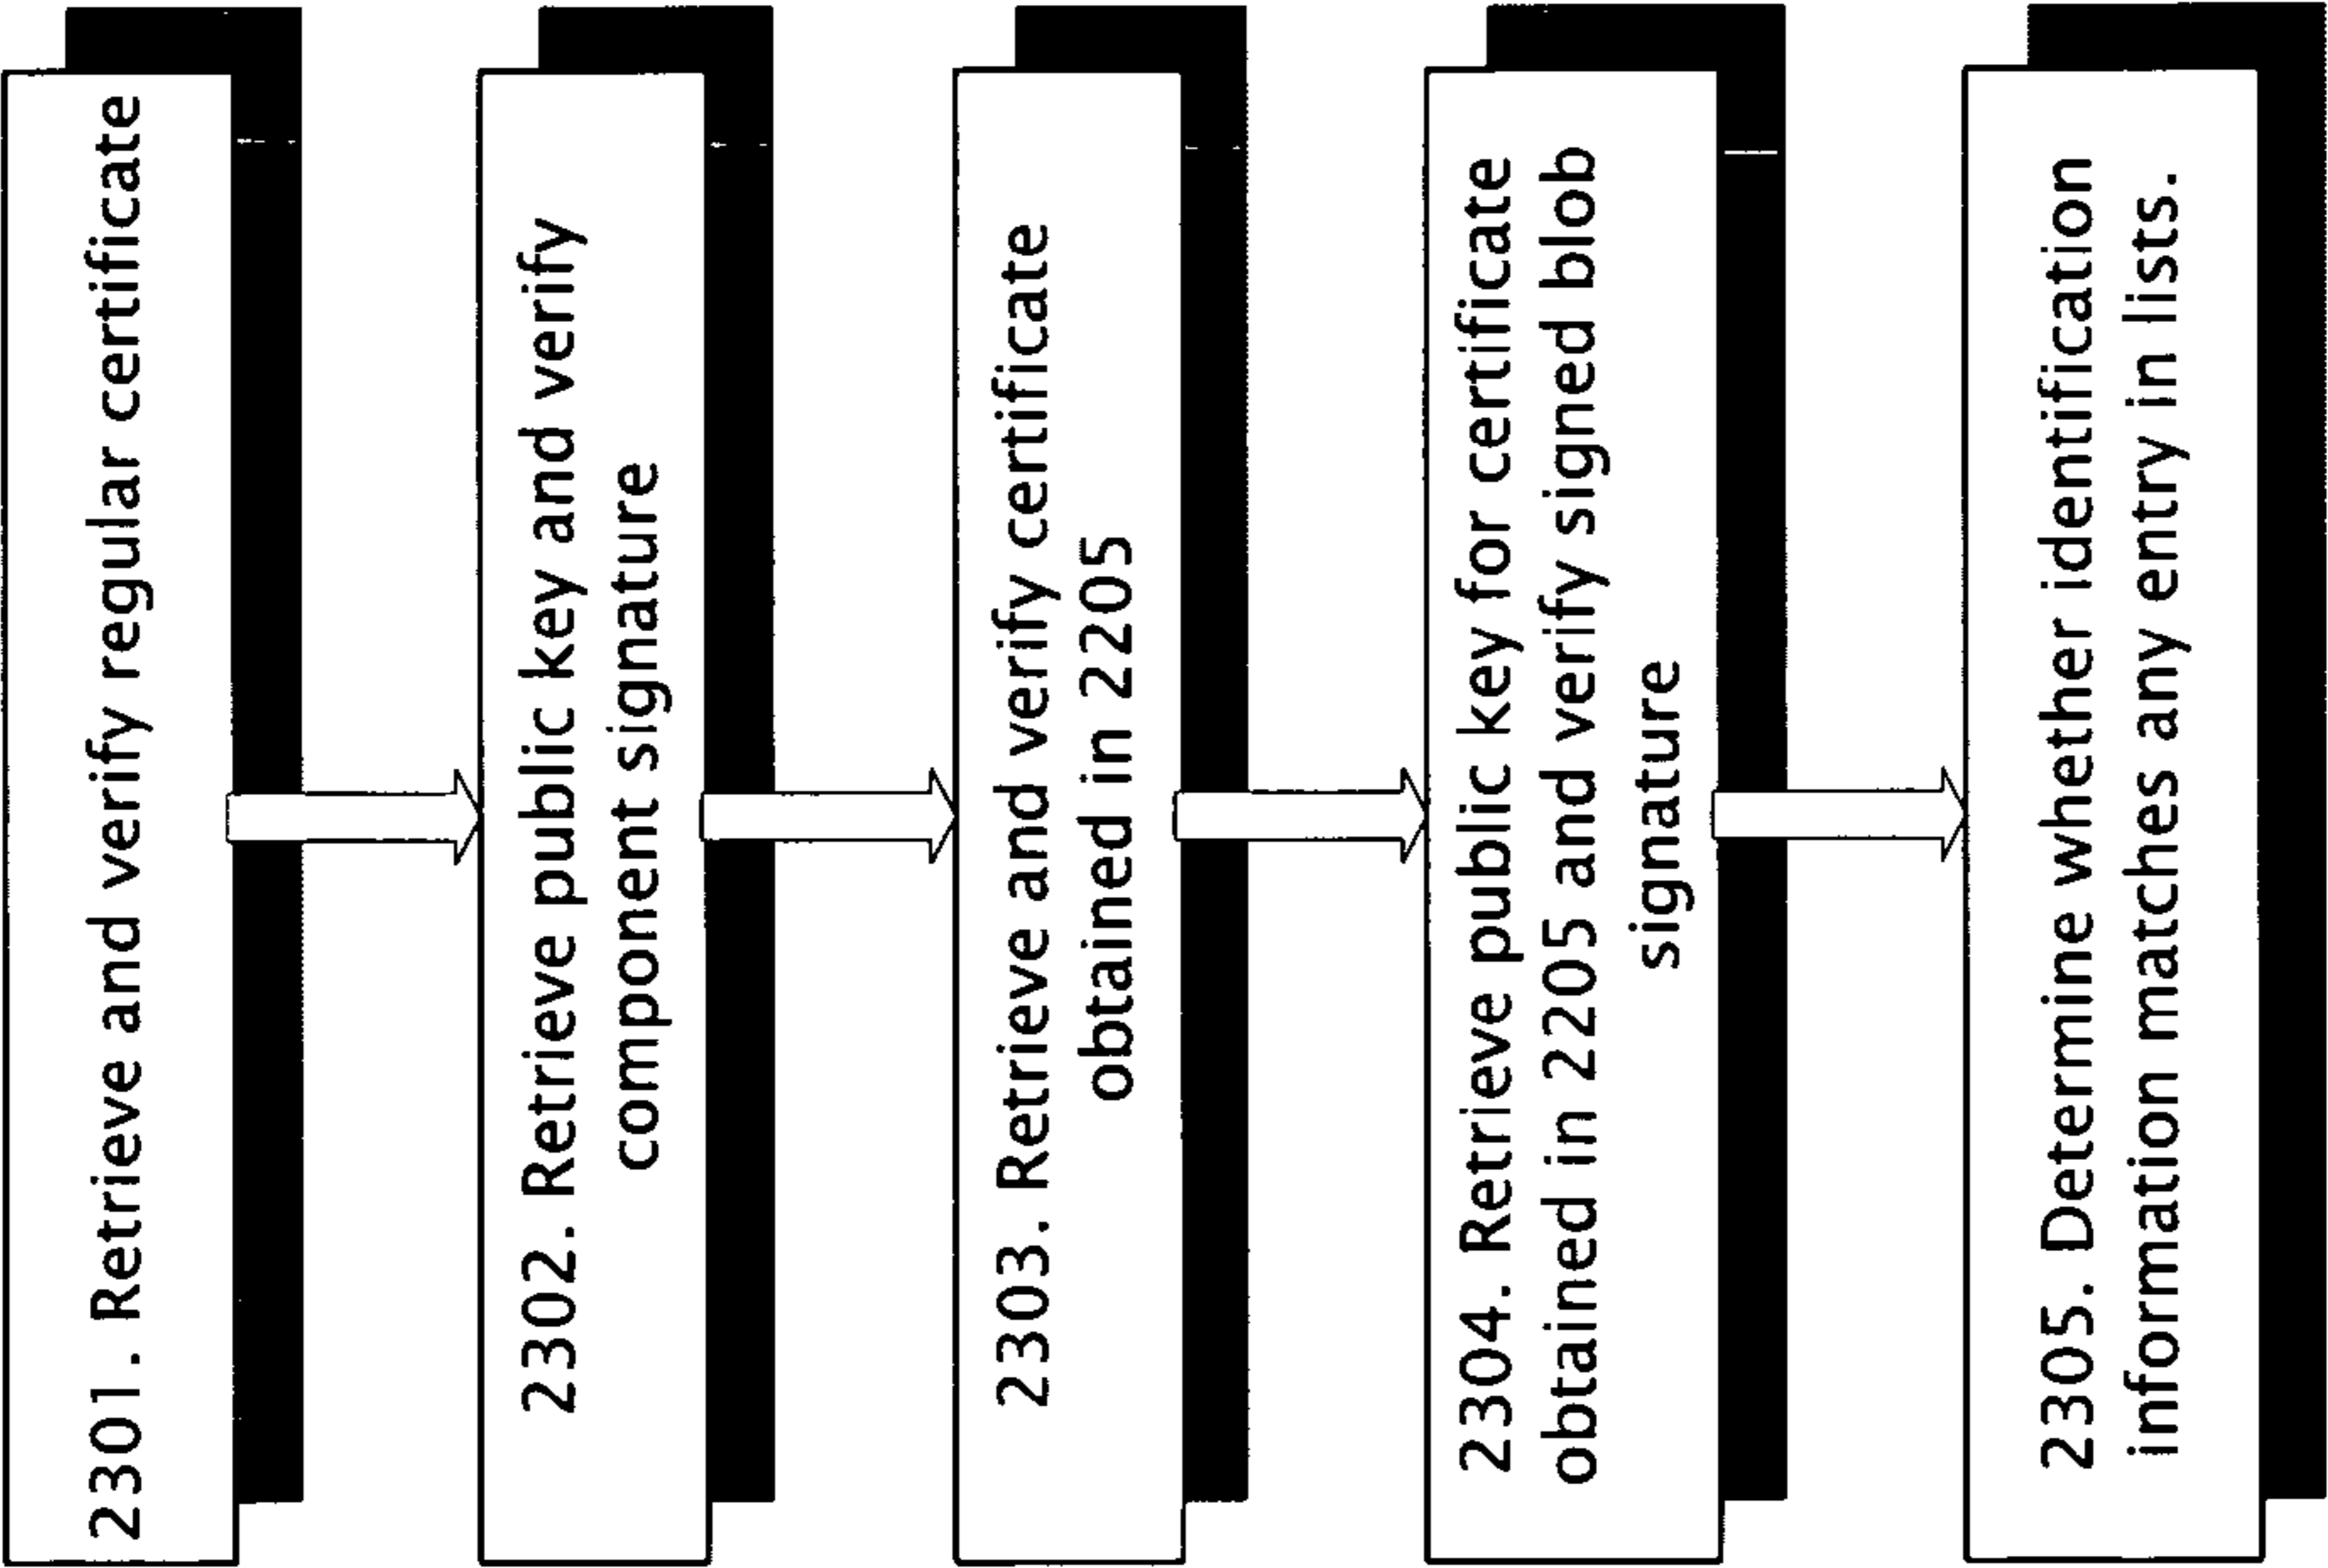 2301. Retrieve and verify regular certificate
2302. Retrieve public key and verify
component signature
2303. Retrieve and verify certificate
obtained in 2205
2304. Retrieve public key for certificate
obtained in 2205 and verify signed blob
signature
2305. Determine whether identification
information matches any entry in lists.